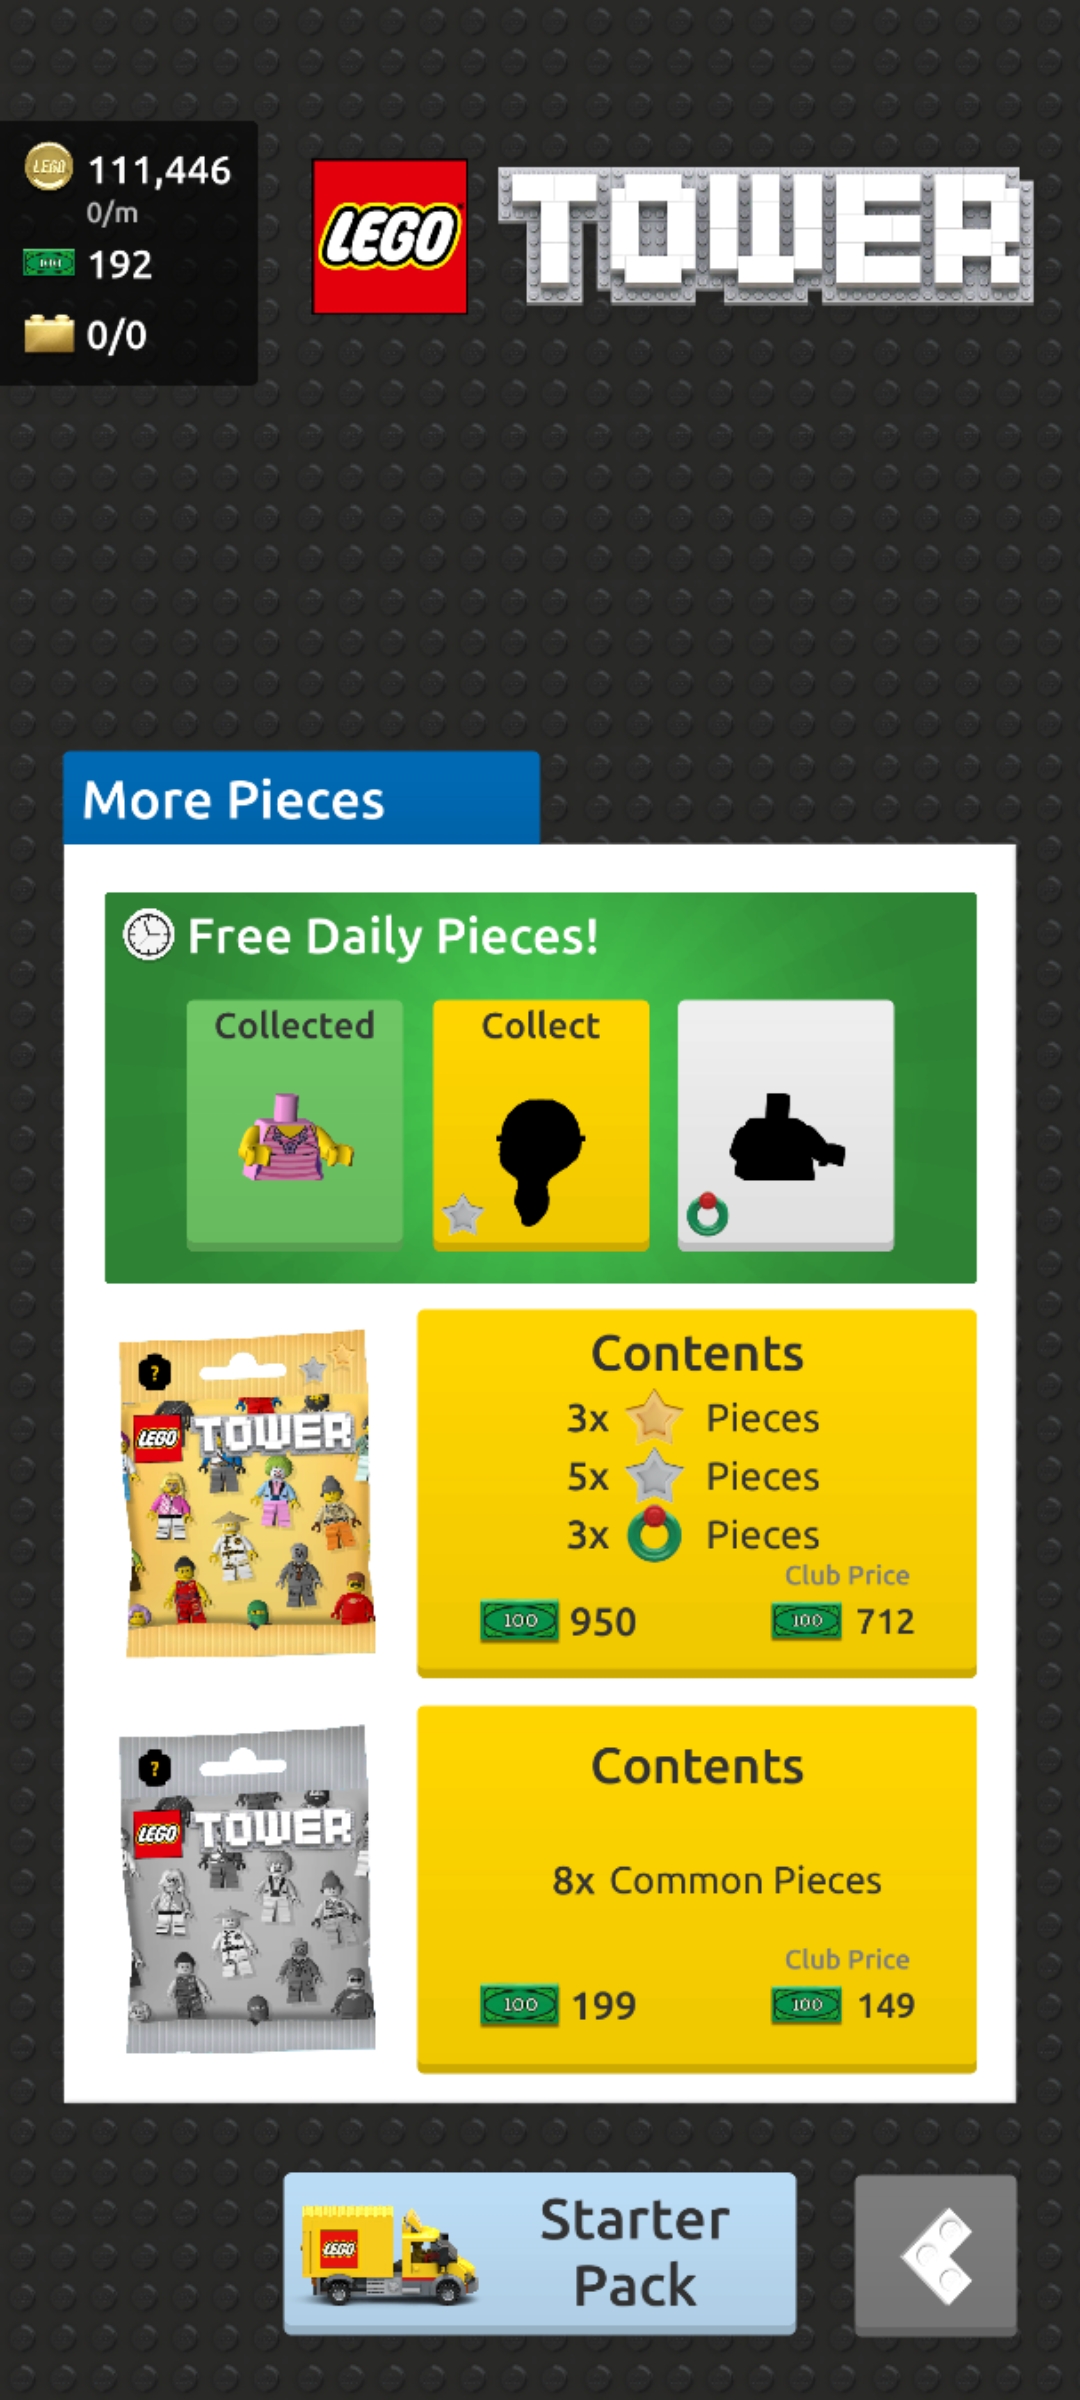 111,446
0/m
192
0/0
LEGO
TOWER
More Pieces
Free Daily Pieces!
Collected
Collect
?
LEGO TOWER
Contents
3x Pieces
5x Pieces
3x Pieces
Club Price
100 950
100 712
?
LEGO TOWER
Contents
8x Common Pieces
Club Price
100 199
100 149
LEGO
Starter
Pack